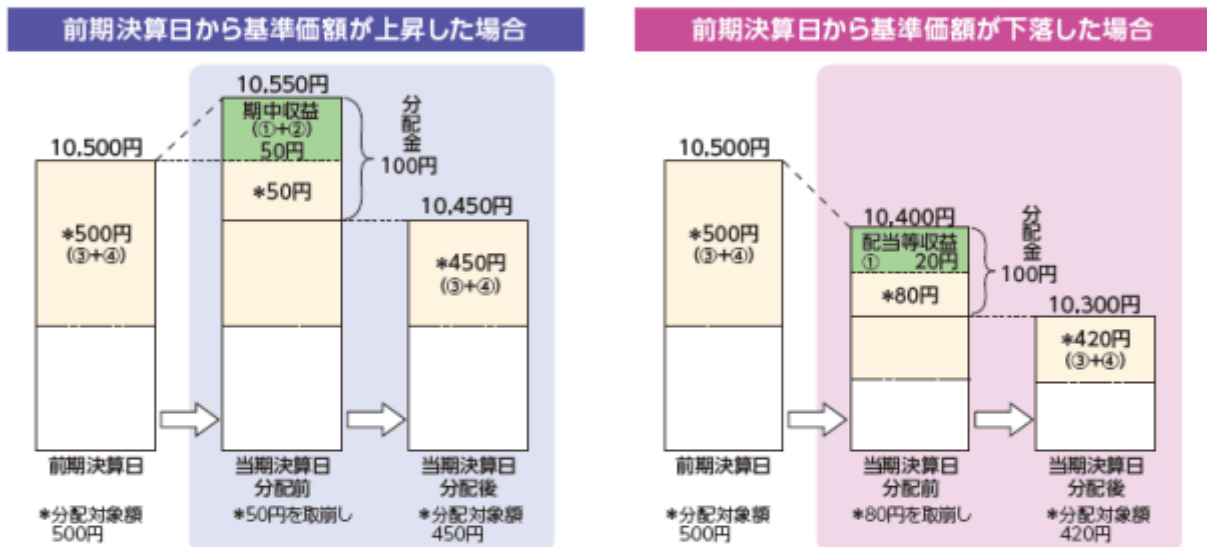 前期決算日から基準価額が上昇した場合
10,550円
期中収益
(①+②)
50円
分配金
100円
10,500円
*50円
10,450円
*500円
(③+④)
*450円
(③+④)
前期決算日
当期決算日
分配前
当期決算日
分配後
*分配対象額
500円
*50円を取崩し
*分配対象額
450円
前期決算日から基準価額が下落した場合
10,500円
10,400円
配当等収益
① 20円
分配金
100円
*500円
(③+④)
*80円
10,300円
*420円
(③+④)
前期決算日
当期決算日
分配前
当期決算日
分配後
*分配対象額
500円
*80円を取崩し
*分配対象額
420円